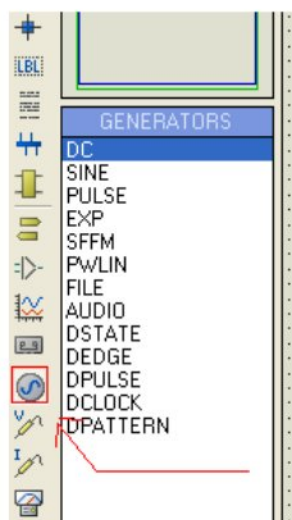 LBL
GENERATORS
DC
SINE
PULSE
EXP
SFFM
PWLIN
FILE
AUDIO
DSTATE
DEDGE
DPULSE
DCLOCK
DPATTERN
V
I